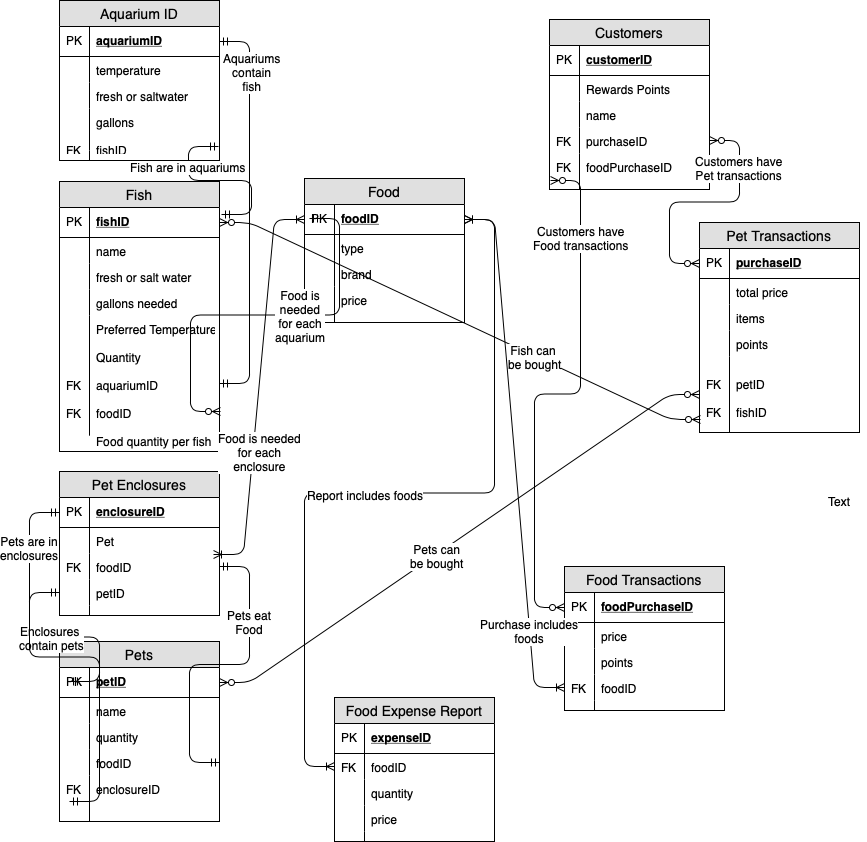 Aquarium ID
PK aquariumID
temperature
fresh or saltwater
gallons
FK fishID
Aquariums
contain
fish
Fish are in aquariums
Fish
PK fishID
name
fresh or salt water
gallons needed
Preferred Temperature
Quantity
FK aquariumID
FK foodID
Food quantity per fish
Food
PK foodID
type
brand
price
Food is
needed
for each
aquarium
Food is needed
for each
enclosure
Customers
PK customerID
Rewards Points
name
FK purchaseID
FK foodPurchaseID
Customers have
Pet transactions
Customers have
Food transactions
Pet Transactions
PK purchaseID
total price
items
points
FK petID
FK fishID
Fish can
be bought
Text
Pet Enclosures
PK enclosureID
Pet
FK foodID
petID
Pets are in
enclosures
Enclosures
contain pets
Pets eat
Food
Report includes foods
Pets can
be bought
Pets
PK petID
name
quantity
foodID
FK enclosureID
Food Transactions
PK foodPurchaseID
price
points
FK foodID
Purchase includes
foods
Food Expense Report
PK expenseID
FK foodID
quantity
price